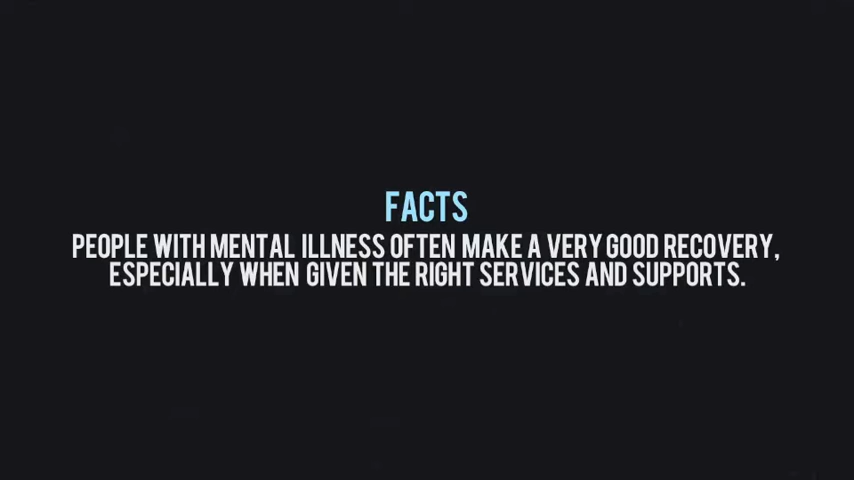 FACTS
PEOPLE WITH MENTAL ILLNESS OFTEN MAKE A VERY GOOD RECOVERY,
ESPECIALLY WHEN GIVEN THE RIGHT SERVICES AND SUPPORTS.